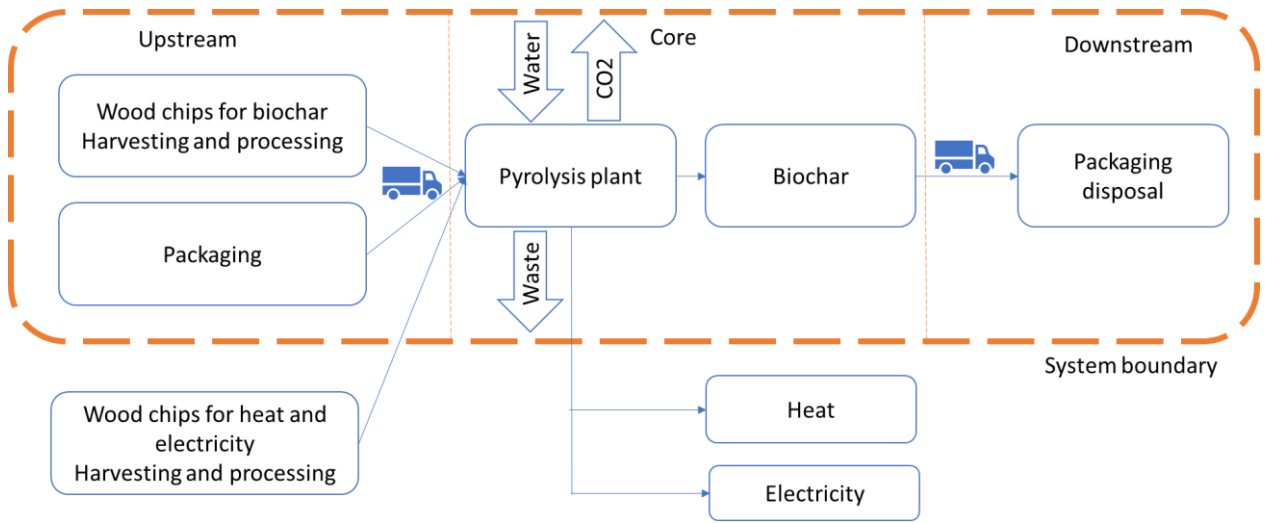 Upstream
Core
Downstream
Water
CO2
Wood chips for biochar
Harvesting and processing
Pyrolysis plant
Biochar
Packaging
disposal
Packaging
Waste
System boundary
Wood chips for heat and
electricity
Harvesting and processing
Heat
Electricity